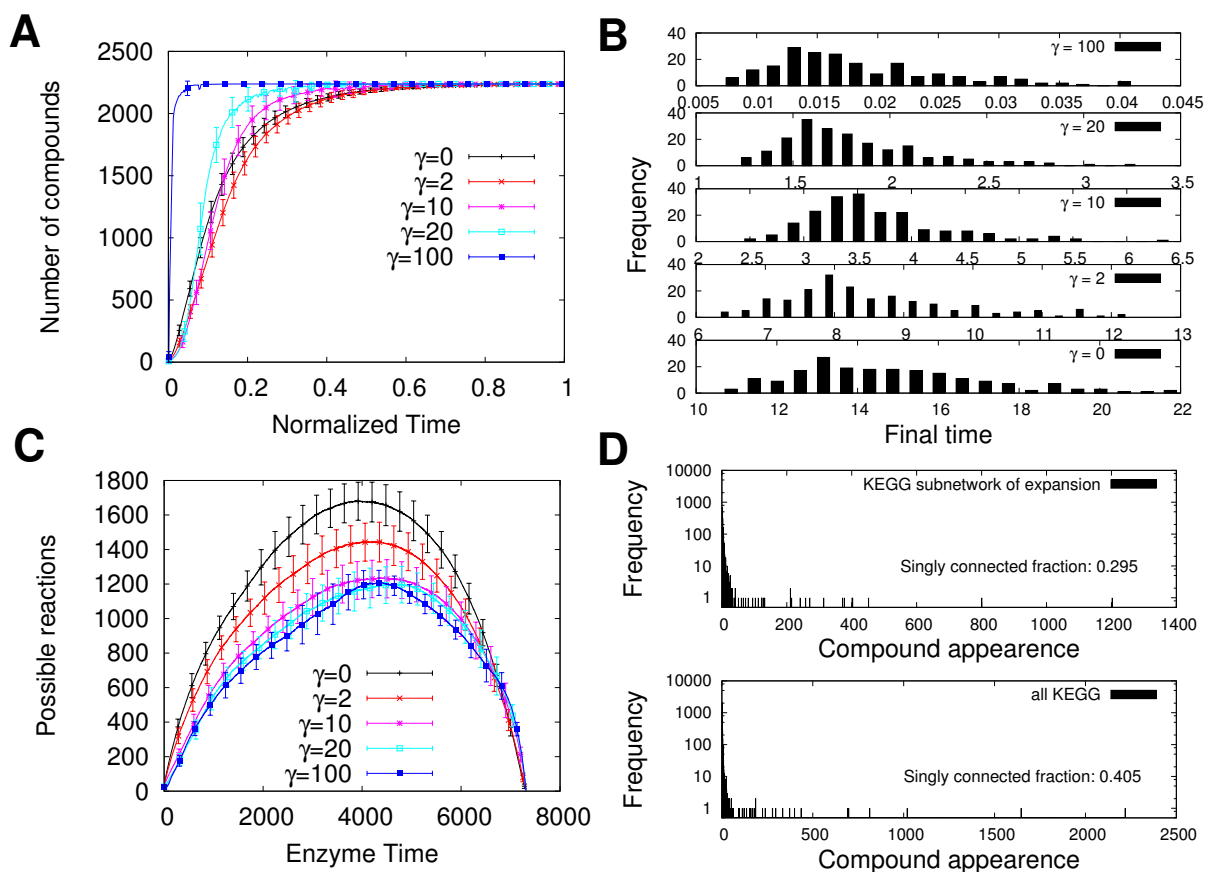 A
Number of compounds
2500
2000
1500
1000
500
0
0 0.2 0.4 0.6 0.8 1
Normalized Time
γ=0
γ=2
γ=10
γ=20
γ=100
B
Frequency
40
20
0
γ = 100
0.005 0.01 0.015 0.02 0.025 0.03 0.035 0.04 0.045
40
20
0
γ = 20
1 1.5 2 2.5 3 3.5
40
20
0
γ = 10
2 2.5 3 3.5 4 4.5 5 5.5 6 6.5
40
20
0
γ = 2
6 7 8 9 10 11 12 13
40
20
0
γ = 0
10 12 14 16 18 20 22
Final time
C
Possible reactions
1800
1600
1400
1200
1000
800
600
400
200
0
0 2000 4000 6000 8000
Enzyme Time
γ=0
γ=2
γ=10
γ=20
γ=100
D
Frequency
10000
1000
100
10
1
KEGG subnetwork of expansion
Singly connected fraction: 0.295
0 200 400 600 800 1000 1200 1400
Compound appearence
Frequency
10000
1000
100
10
1
all KEGG
Singly connected fraction: 0.405
0 500 1000 1500 2000 2500
Compound appearence